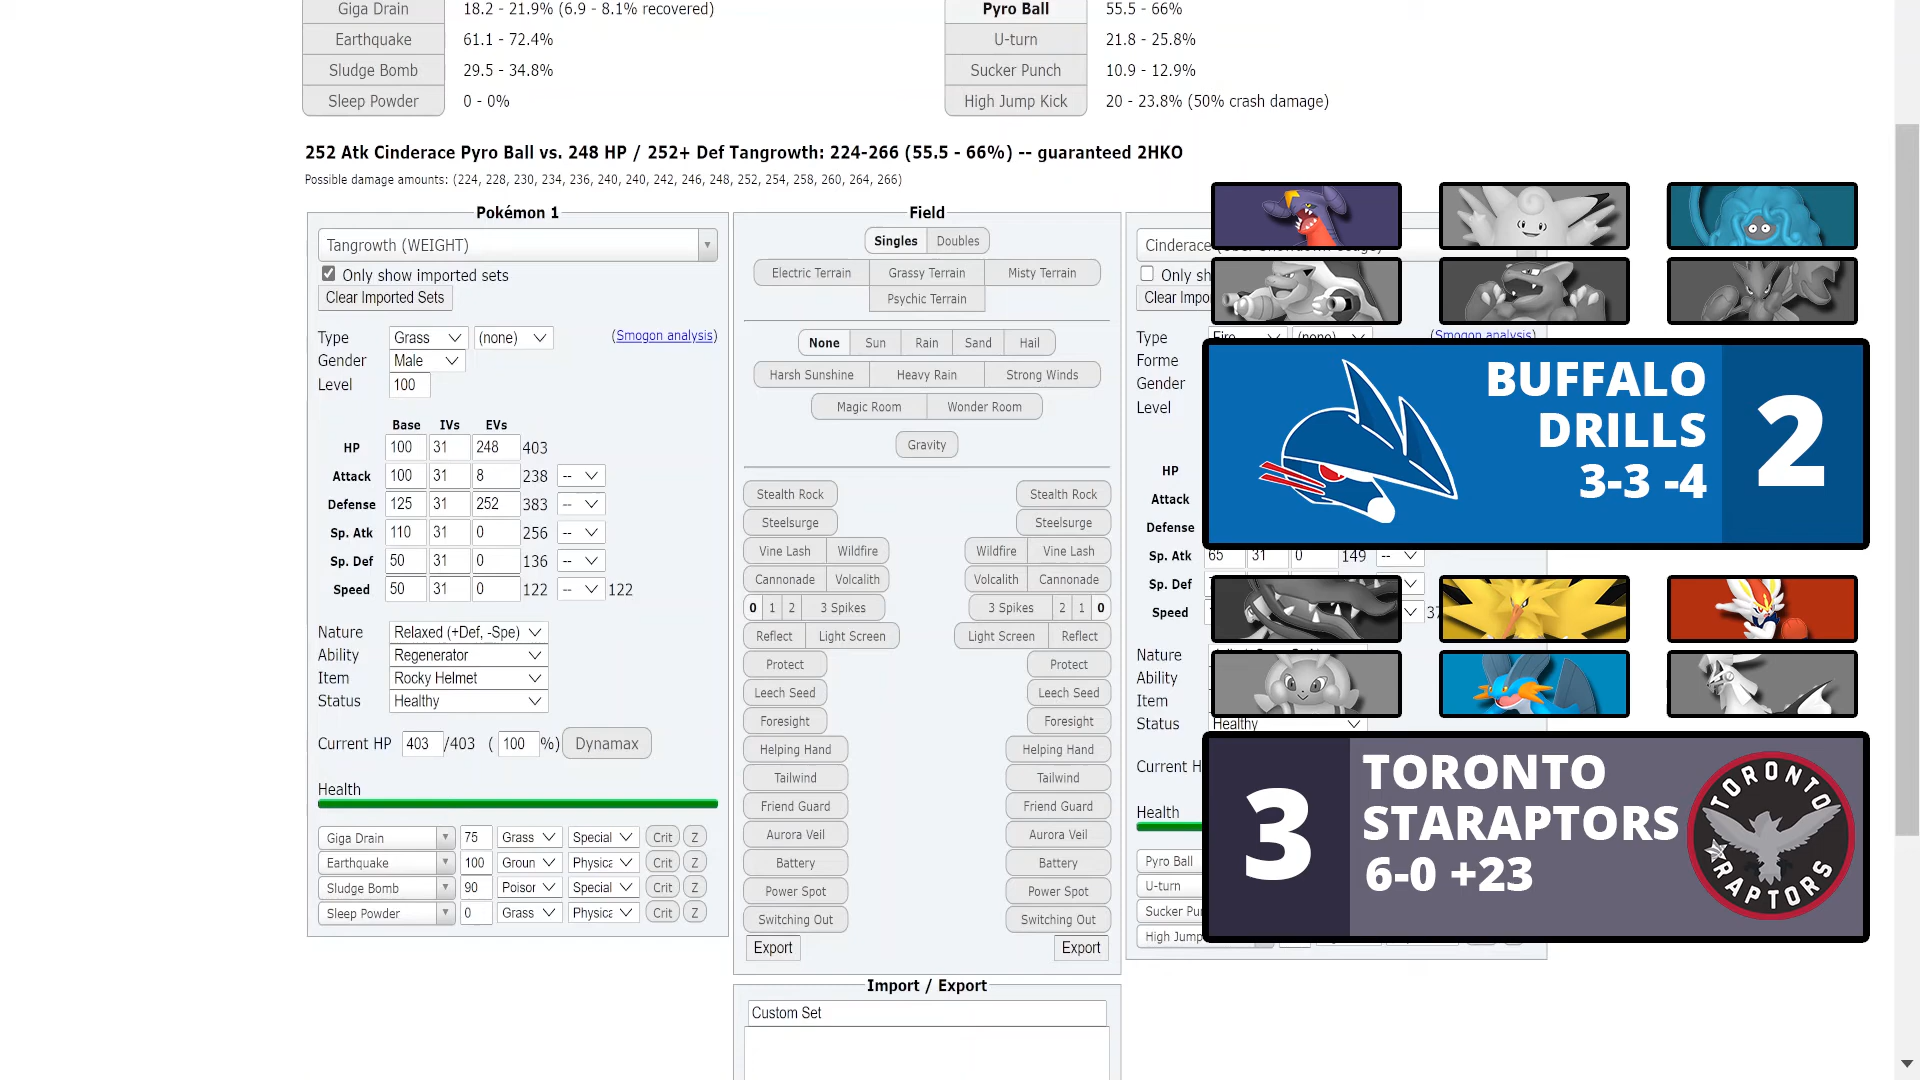 Giga Drain 18.2 - 21.9% (6.9 - 8.1% recovered)
Earthquake 61.1 - 72.4%
Sludge Bomb 29.5 - 34.8%
Sleep Powder 0 - 0%
Pyro Ball 55.5 - 66%
U-turn 21.8 - 25.8%
Sucker Punch 10.9 - 12.9%
High Jump Kick 20 - 23.8% (50% crash damage)
252 Atk Cinderace Pyro Ball vs. 248 HP / 252+ Def Tangrowth: 224-266 (55.5 - 66%) -- guaranteed 2HKO
Possible damage amounts: (224, 228, 230, 234, 236, 240, 240, 242, 246, 248, 252, 254, 258, 260, 264, 266)
Pokémon 1
Tangrowth (WEIGHT)
Only show imported sets
Clear Imported Sets
Type Grass (none) (Smogon analysis)
Gender Male
Level 100
Base IVs EVs
HP 100 31 248 403
Attack 100 31 8 238 --
Defense 125 31 252 383 --
Sp. Atk 110 31 0 256 --
Sp. Def 50 31 0 136 --
Speed 50 31 0 122 -- 122
Nature Relaxed (+Def, -Spe)
Ability Regenerator
Item Rocky Helmet
Status Healthy
Current HP 403 /403 ( 100 %) Dynamax
Health
Giga Drain 75 Grass Special Crit Z
Earthquake 100 Groun Physica Crit Z
Sludge Bomb 90 Poisor Special Crit Z
Sleep Powder 0 Grass Physica Crit Z
Field
Singles Doubles
Electric Terrain Grassy Terrain Misty Terrain
Psychic Terrain
None Sun Rain Sand Hail
Harsh Sunshine Heavy Rain Strong Winds
Magic Room Wonder Room
Gravity
Stealth Rock Stealth Rock
Steelsurge Steelsurge
Vine Lash Wildfire Wildfire Vine Lash
Cannonade Volcalith Volcalith Cannonade
0 1 2 3 Spikes 3 Spikes 2 1 0
Reflect Light Screen Light Screen Reflect
Protect Protect
Leech Seed Leech Seed
Foresight Foresight
Helping Hand Helping Hand
Tailwind Tailwind
Friend Guard Friend Guard
Aurora Veil Aurora Veil
Battery Battery
Power Spot Power Spot
Switching Out Switching Out
Export Export
Import / Export
Custom Set
Cinderace
Only sh
Clear Impo
Type Fire (none) (Smogon analysis)
Forme
Gender
Level
HP
Attack
Defense
Sp. Atk 65 31 0 149 --
Sp. Def
Speed
Nature
Ability
Item
Status Healthy
Current H
Health
Pyro Ball
U-turn
Sucker Pu
High Jump
BUFFALO
DRILLS
3-3 -4
2
3
TORONTO
STARAPTORS
6-0 +23
TORONTO
RAPTORS